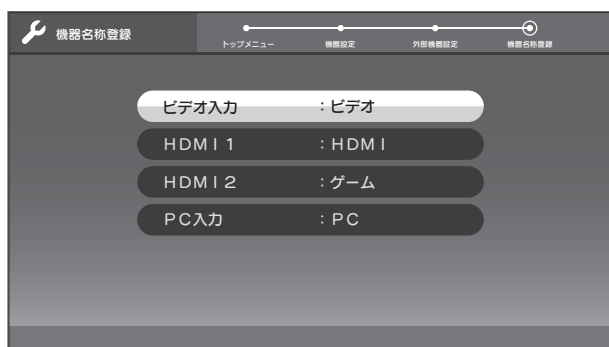 機器名称登録
トップメニュー 機器設定 外部機器設定 機器名称登録
ビデオ入力 :ビデオ
HDMI1 :HDMI
HDMI2 :ゲーム
PC入力 :PC